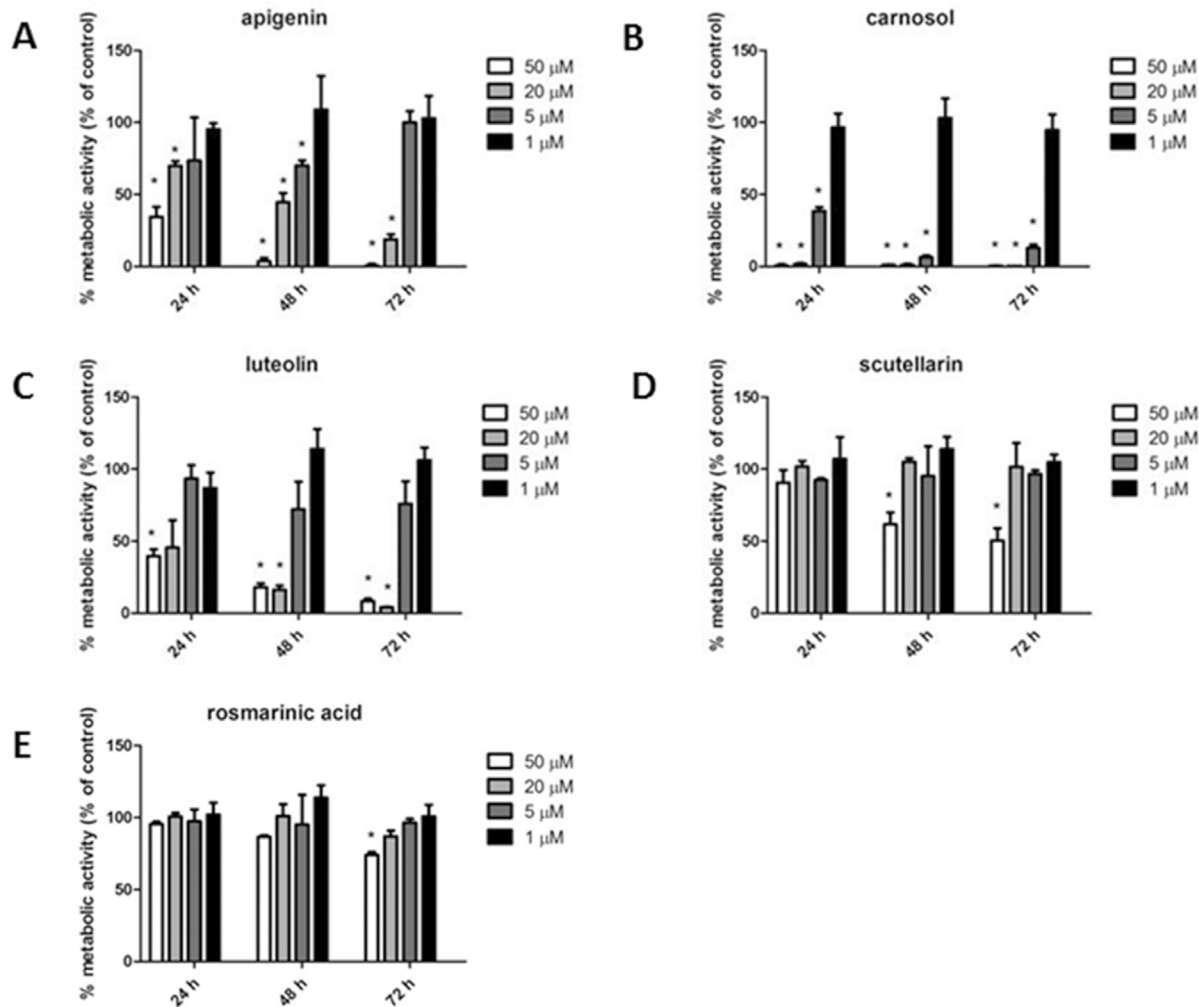 A
apigenin
% metabolic activity (% of control)
150
100
50
0
*
*
*
*
*
*
*
24 h
48 h
72 h
50 μM
20 μM
5 μM
1 μM
B
carnosol
% metabolic activity (% of control)
150
100
50
0
*
*
*
*
*
*
*
*
*
24 h
48 h
72 h
50 μM
20 μM
5 μM
1 μM
C
luteolin
% metabolic activity (% of control)
150
100
50
0
*
*
*
*
*
24 h
48 h
72 h
50 μM
20 μM
5 μM
1 μM
D
scutellarin
% metabolic activity (% of control)
150
100
50
0
*
*
24 h
48 h
72 h
50 μM
20 μM
5 μM
1 μM
E
rosmarinic acid
% metabolic activity (% of control)
150
100
50
0
*
24 h
48 h
72 h
50 μM
20 μM
5 μM
1 μM